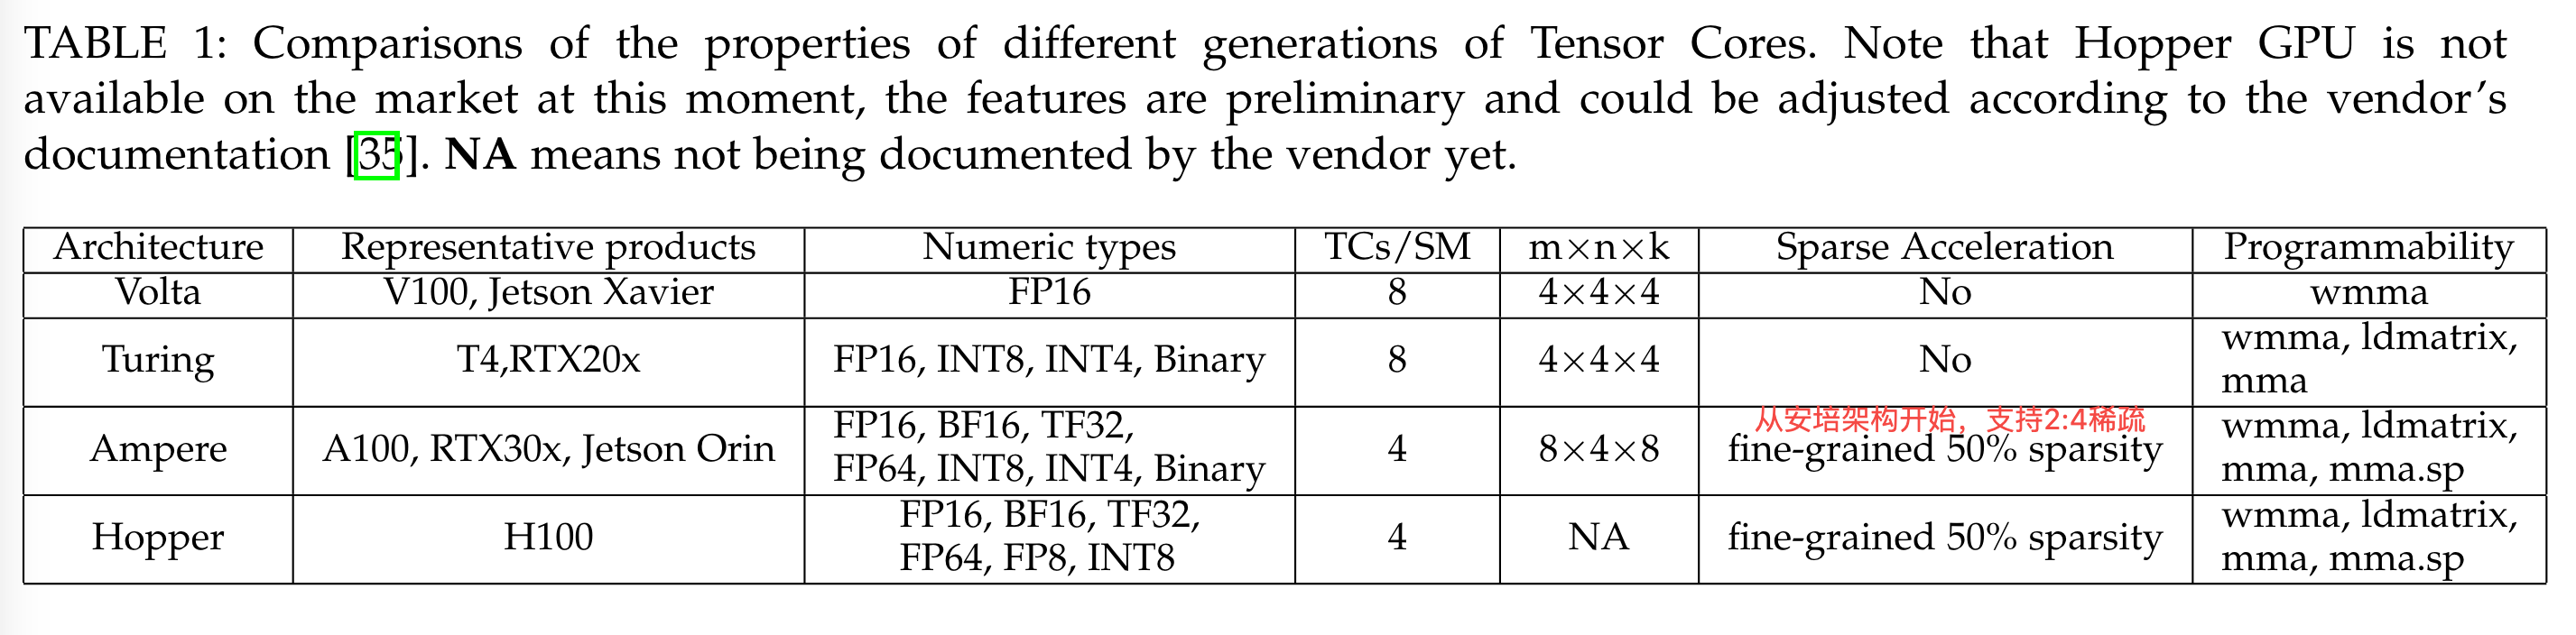 TABLE 1: Comparisons of the properties of different generations of Tensor Cores. Note that Hopper GPU is not
available on the market at this moment, the features are preliminary and could be adjusted according to the vendor's
documentation [35]. NA means not being documented by the vendor yet.
Architecture Representative products Numeric types TCs/SM m×n×k Sparse Acceleration Programmability
Volta V100, Jetson Xavier FP16 8 4×4×4 No wmma
Turing T4,RTX20x FP16, INT8, INT4, Binary 8 4×4×4 No wmma, ldmatrix,
mma
从安培架构开始，支持2:4稀疏
Ampere A100, RTX30x, Jetson Orin FP16, BF16, TF32,
FP64, INT8, INT4, Binary 4 8×4×8 fine-grained 50% sparsity wmma, ldmatrix,
mma, mma.sp
Hopper H100 FP16, BF16, TF32,
FP64, FP8, INT8 4 NA fine-grained 50% sparsity wmma, ldmatrix,
mma, mma.sp